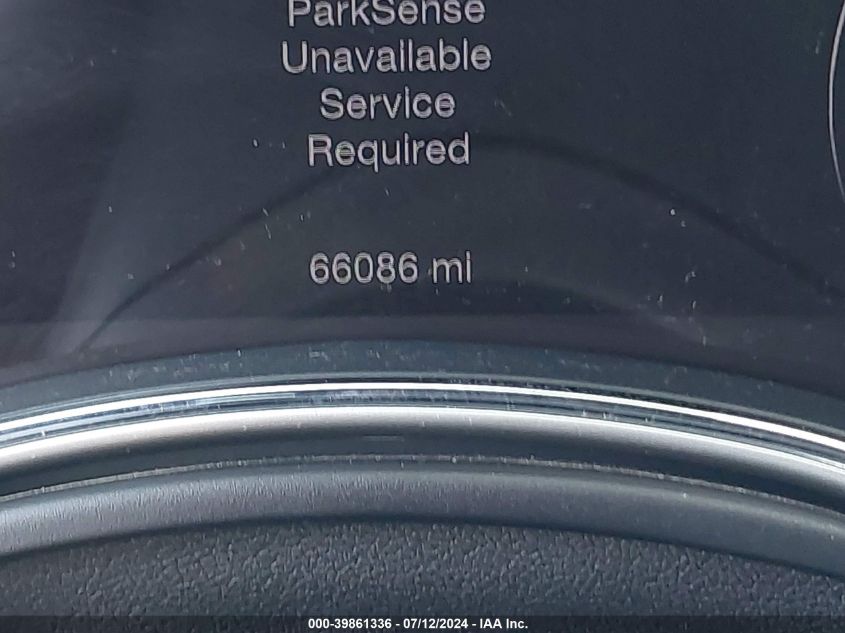 ParkSense
Unavailable
Service
Required
66086 mi
000-39861336 - 07/12/2024 - IAA Inc.